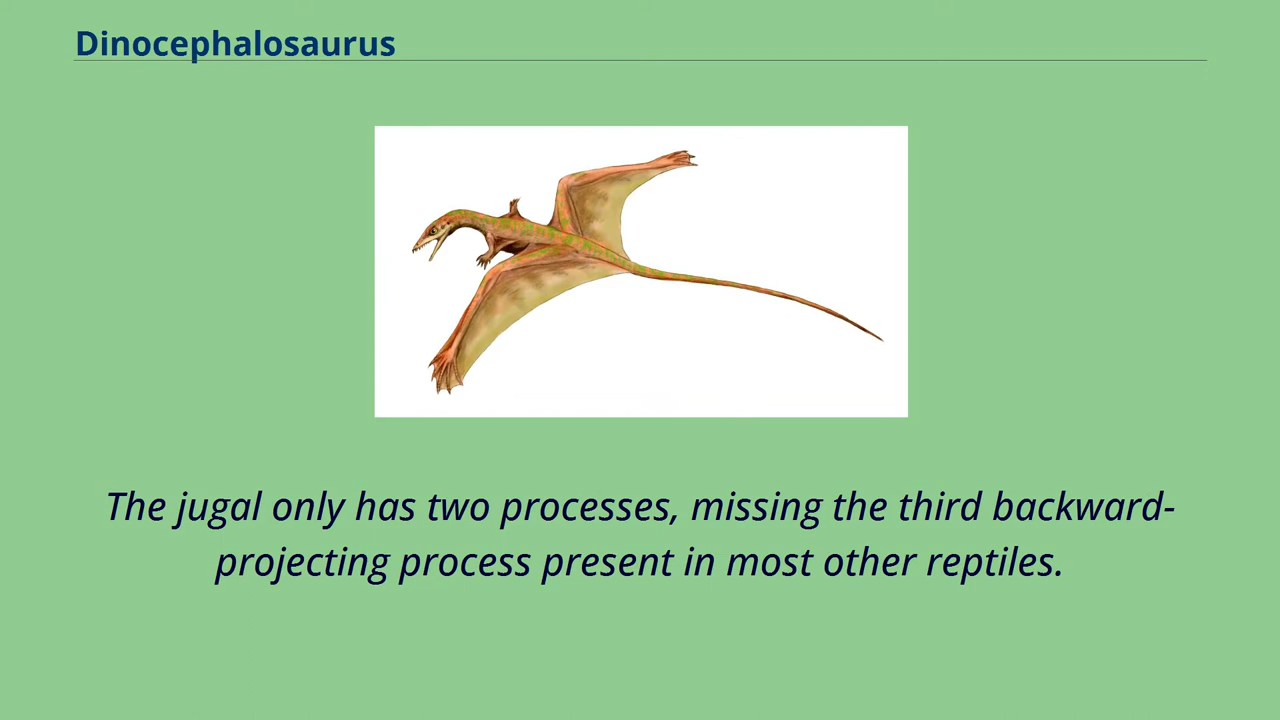 Dinocephalosaurus
The jugal only has two processes, missing the third backward-
projecting process present in most other reptiles.